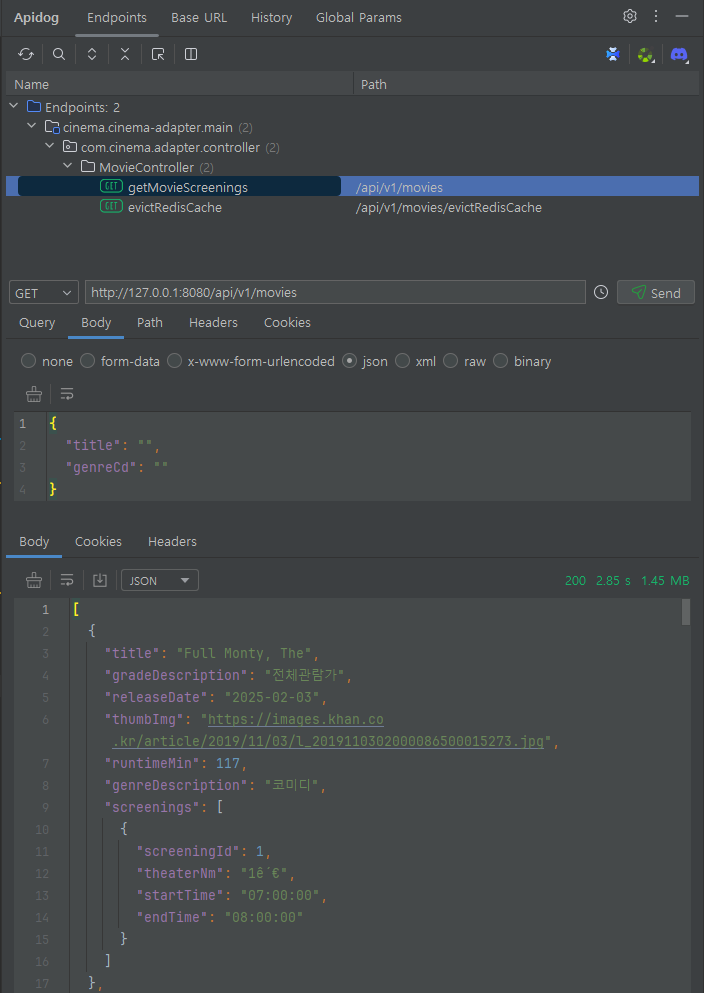 Apidog Endpoints Base URL History Global Params
Name Path
Endpoints: 2
cinema.cinema-adapter.main (2)
com.cinema.adapter.controller (2)
MovieController (2)
GET getMovieScreenings /api/v1/movies
GET evictRedisCache /api/v1/movies/evictRedisCache
GET http://127.0.0.1:8080/api/v1/movies Send
Query Body Path Headers Cookies
none form-data x-www-form-urlencoded json xml raw binary
1 {
2 "title": "",
3 "genreCd": ""
4 }
Body Cookies Headers
JSON 200 2.85 s 1.45 MB
1 [
2 {
3 "title": "Full Monty, The",
4 "gradeDescription": "전체관람가",
5 "releaseDate": "2025-02-03",
6 "thumbImg": "https://images.khan.co
.kr/article/2019/11/03/l_2019110302000086500015273.jpg",
7 "runtimeMin": 117,
8 "genreDescription": "코미디",
9 "screenings": [
10 {
11 "screeningId": 1,
12 "theaterNm": "1ê´€",
13 "startTime": "07:00:00",
14 "endTime": "08:00:00"
15 }
16 ]
17 },